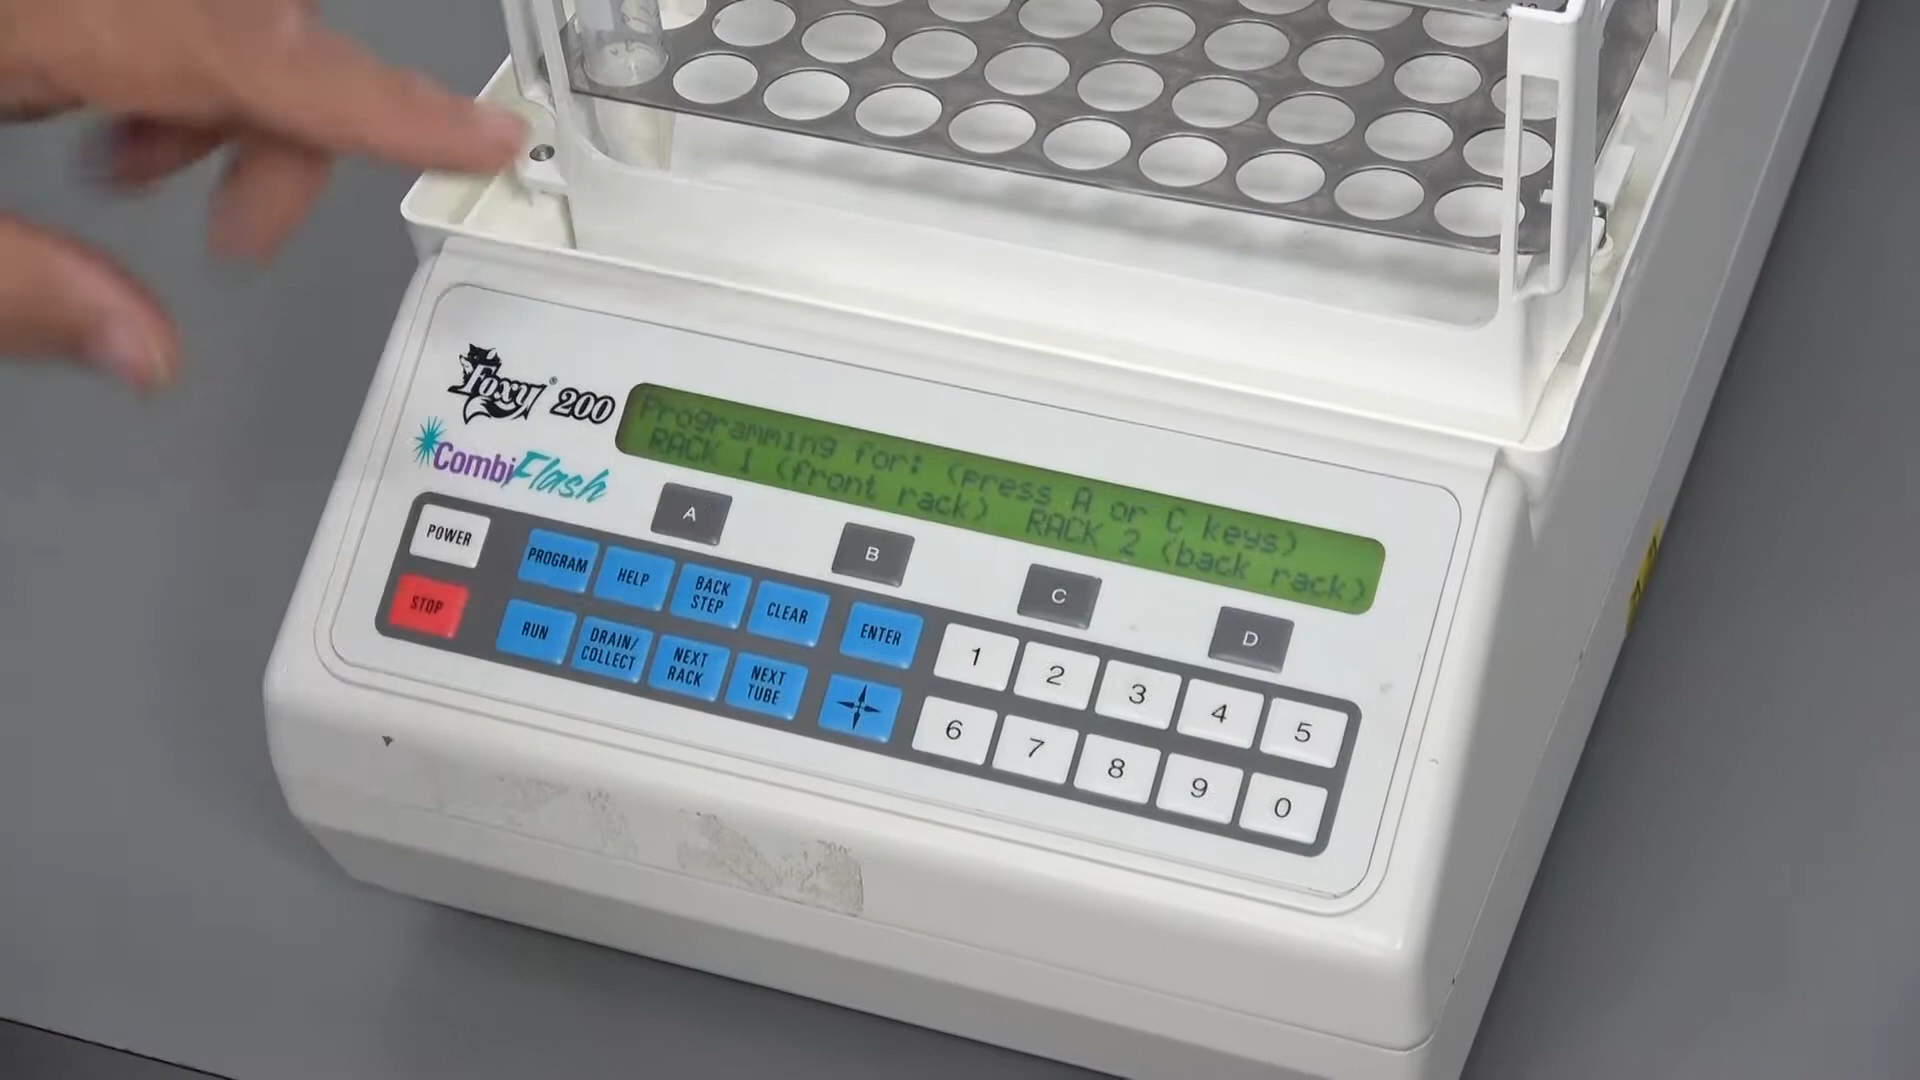 Foxy® 200
CombiFlash
Programming for: (press A or C keys)
RACK 1 (front rack) RACK 2 (back rack)
A
B
C
D
POWER
PROGRAM
HELP
BACK
STEP
CLEAR
ENTER
1 2 3 4 5
STOP
RUN
DRAIN/
COLLECT
NEXT
RACK
NEXT
TUBE
6 7 8 9 0